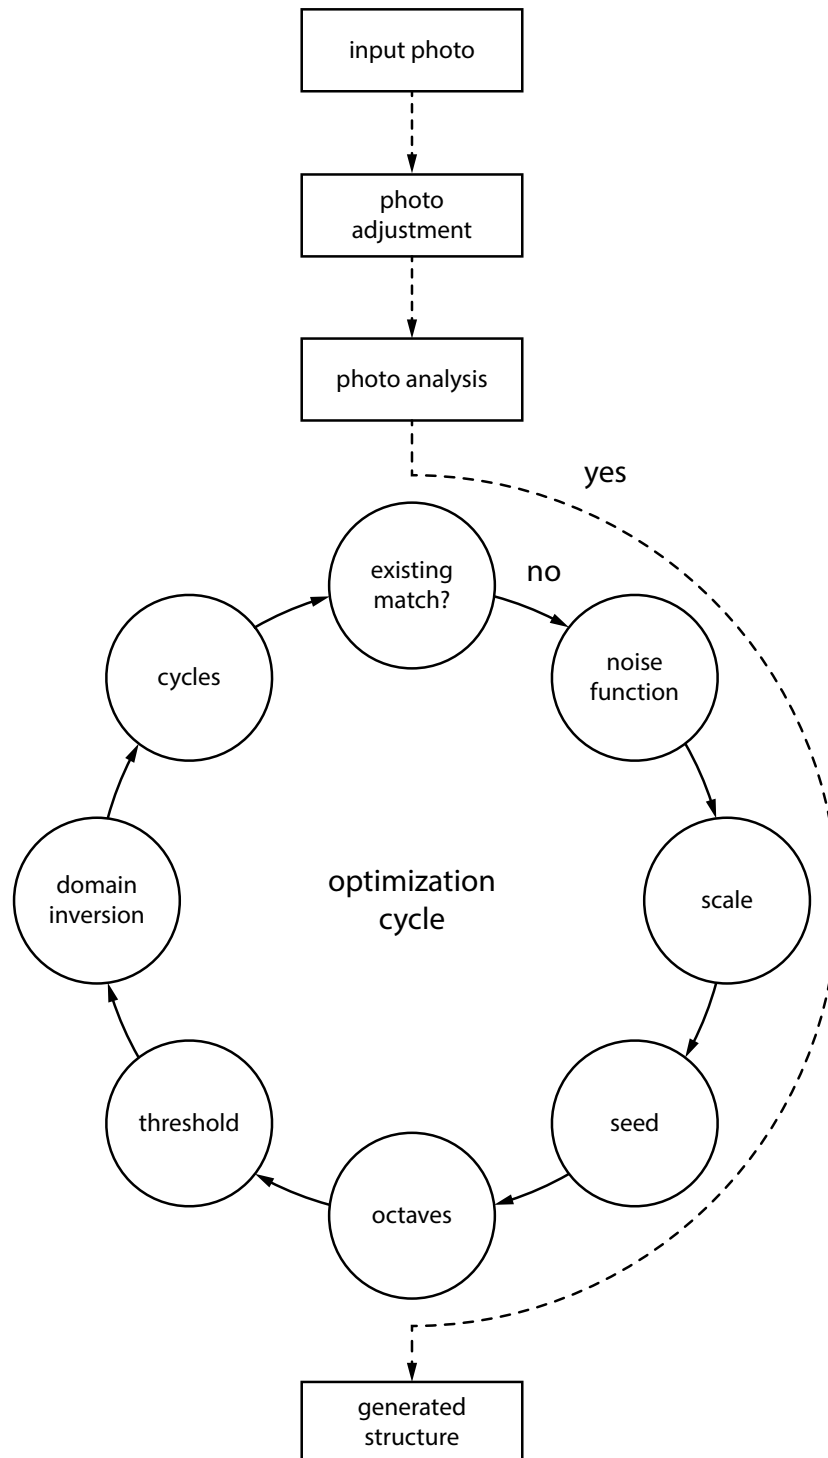 input photo
photo
adjustment
photo analysis
yes
existing
match?
no
noise
function
cycles
domain
inversion
optimization
cycle
scale
threshold
seed
octaves
generated
structure